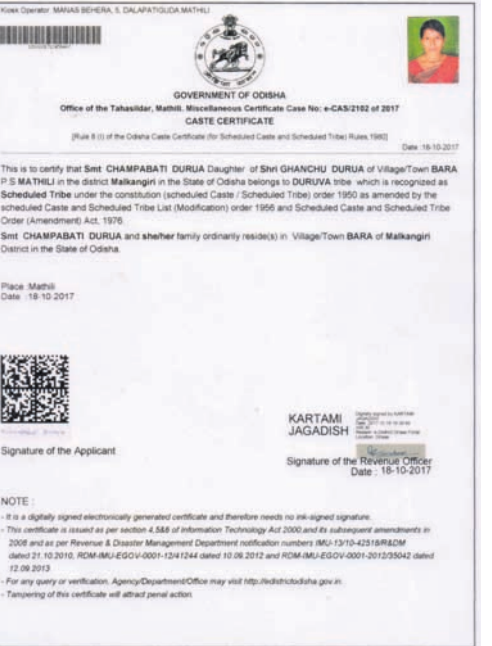 Kiosk Operator: MANAS BEHERA, 5, DALAPATIGUDA,MATHILI
GOVERNMENT OF ODISHA
Office of the Tahasildar, Mathili. Miscellaneous Certificate Case No: e-CAS/2102 of 2017
CASTE CERTIFICATE
[Rule 8 (I) of the Odisha Caste Certificate (for Scheduled Caste and Scheduled Tribe) Rules,1980]
Date :18-10-2017
This is to certify that Smt CHAMPABATI DURUA Daughter of Shri GHANCHU DURUA of Village/Town BARA
P.S MATHILI in the district Malkangiri in the State of Odisha belongs to DURUVA tribe which is recognized as
Scheduled Tribe under the constitution (scheduled Caste / Scheduled Tribe) order 1950 as amended by the
scheduled Caste and Scheduled Tribe List (Modification) order 1956 and Scheduled Caste and Scheduled Tribe
Order (Amendment) Act, 1976.
Smt CHAMPABATI DURUA and she/her family ordinarily reside(s) in Village/Town BARA of Malkangiri
District in the State of Odisha.
Place :Mathili
Date :18-10-2017
KARTAMI
JAGADISH
Signature of the Applicant
Signature of the Revenue Officer
Date : 18-10-2017
NOTE :
- It is a digitally signed electronically generated certificate and therefore needs no ink-signed signature.
- This certificate is issued as per section 4,5&6 of Information Technology Act 2000 and its subsequent amendments in
2008 and as per Revenue & Disaster Management Department notification numbers IMU-13/10-42518/R&DM
dated 21.10.2010, RDM-IMU-EGOV-0001-12/41244 dated 10.09.2012 and RDM-IMU-EGOV-0001-2012/35042 dated
12.09.2013
- For any query or verification, Agency/Department/Office may visit http://edistrictodisha.gov.in.
- Tampering of this certificate will attract penal action.